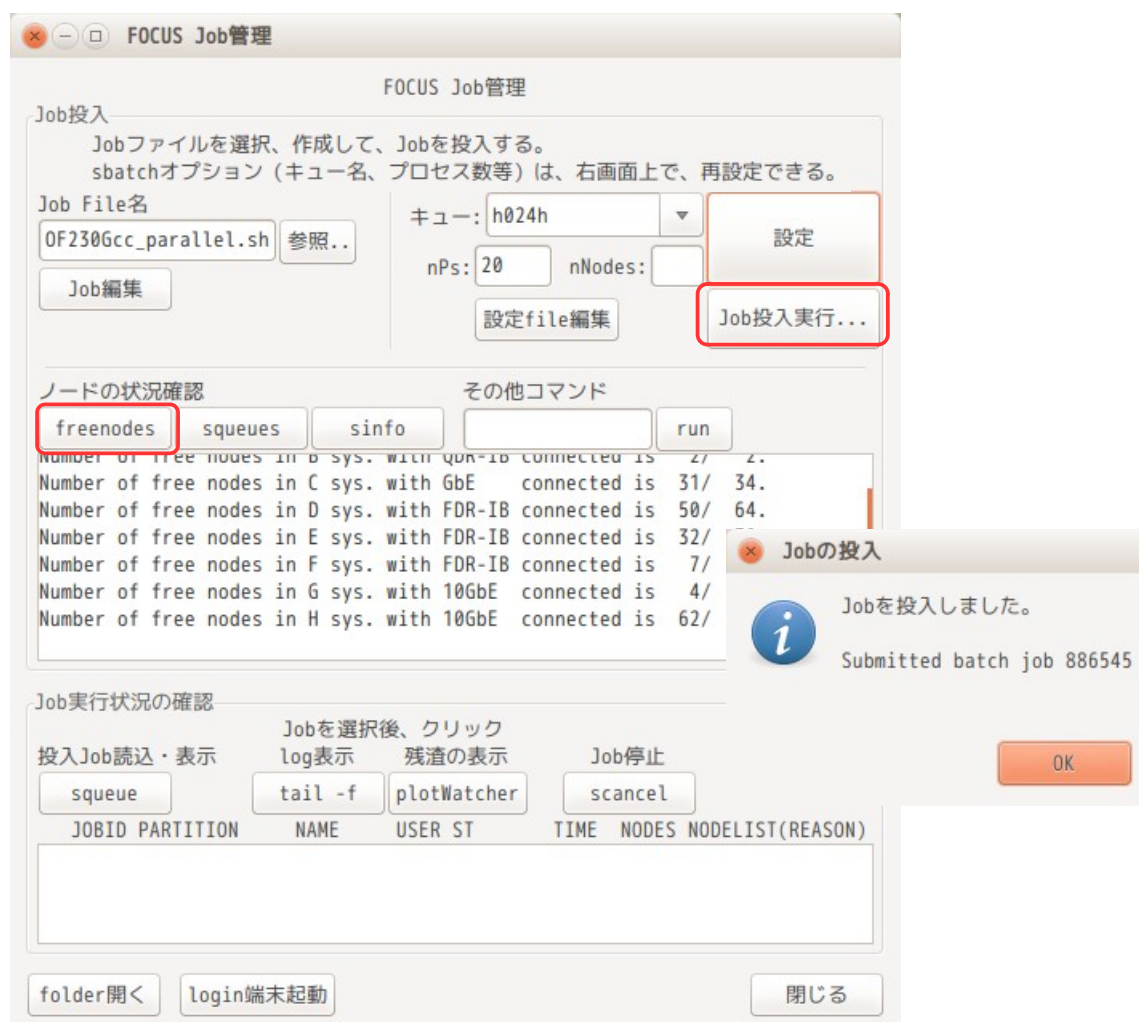 FOCUS Job管理
FOCUS Job管理
Job投入
Jobファイルを選択、作成して、Jobを投入する。
sbatchオプション（キュー名、プロセス数等）は、右画面上で、再設定できる。
Job File名
OF230Gcc_parallel.sh 参照..
Job編集
キュー: h024h
nPs: 20 nNodes:
設定file編集
設定
Job投入実行...
ノードの状況確認 その他コマンド
freenodes squeues sinfo run
Number of free nodes in B sys. with QDR-IB connected is 2/ 2.
Number of free nodes in C sys. with GbE connected is 31/ 34.
Number of free nodes in D sys. with FDR-IB connected is 50/ 64.
Number of free nodes in E sys. with FDR-IB connected is 32/
Number of free nodes in F sys. with FDR-IB connected is 7/
Number of free nodes in G sys. with 10GbE connected is 4/
Number of free nodes in H sys. with 10GbE connected is 62/
Jobの投入
Jobを投入しました。
Submitted batch job 886545
OK
Job実行状況の確認
Jobを選択後、クリック
投入Job読込・表示 log表示 残渣の表示 Job停止
squeue tail -f plotWatcher scancel
JOBID PARTITION NAME USER ST TIME NODES NODELIST(REASON)
folder開く login端末起動 閉じる